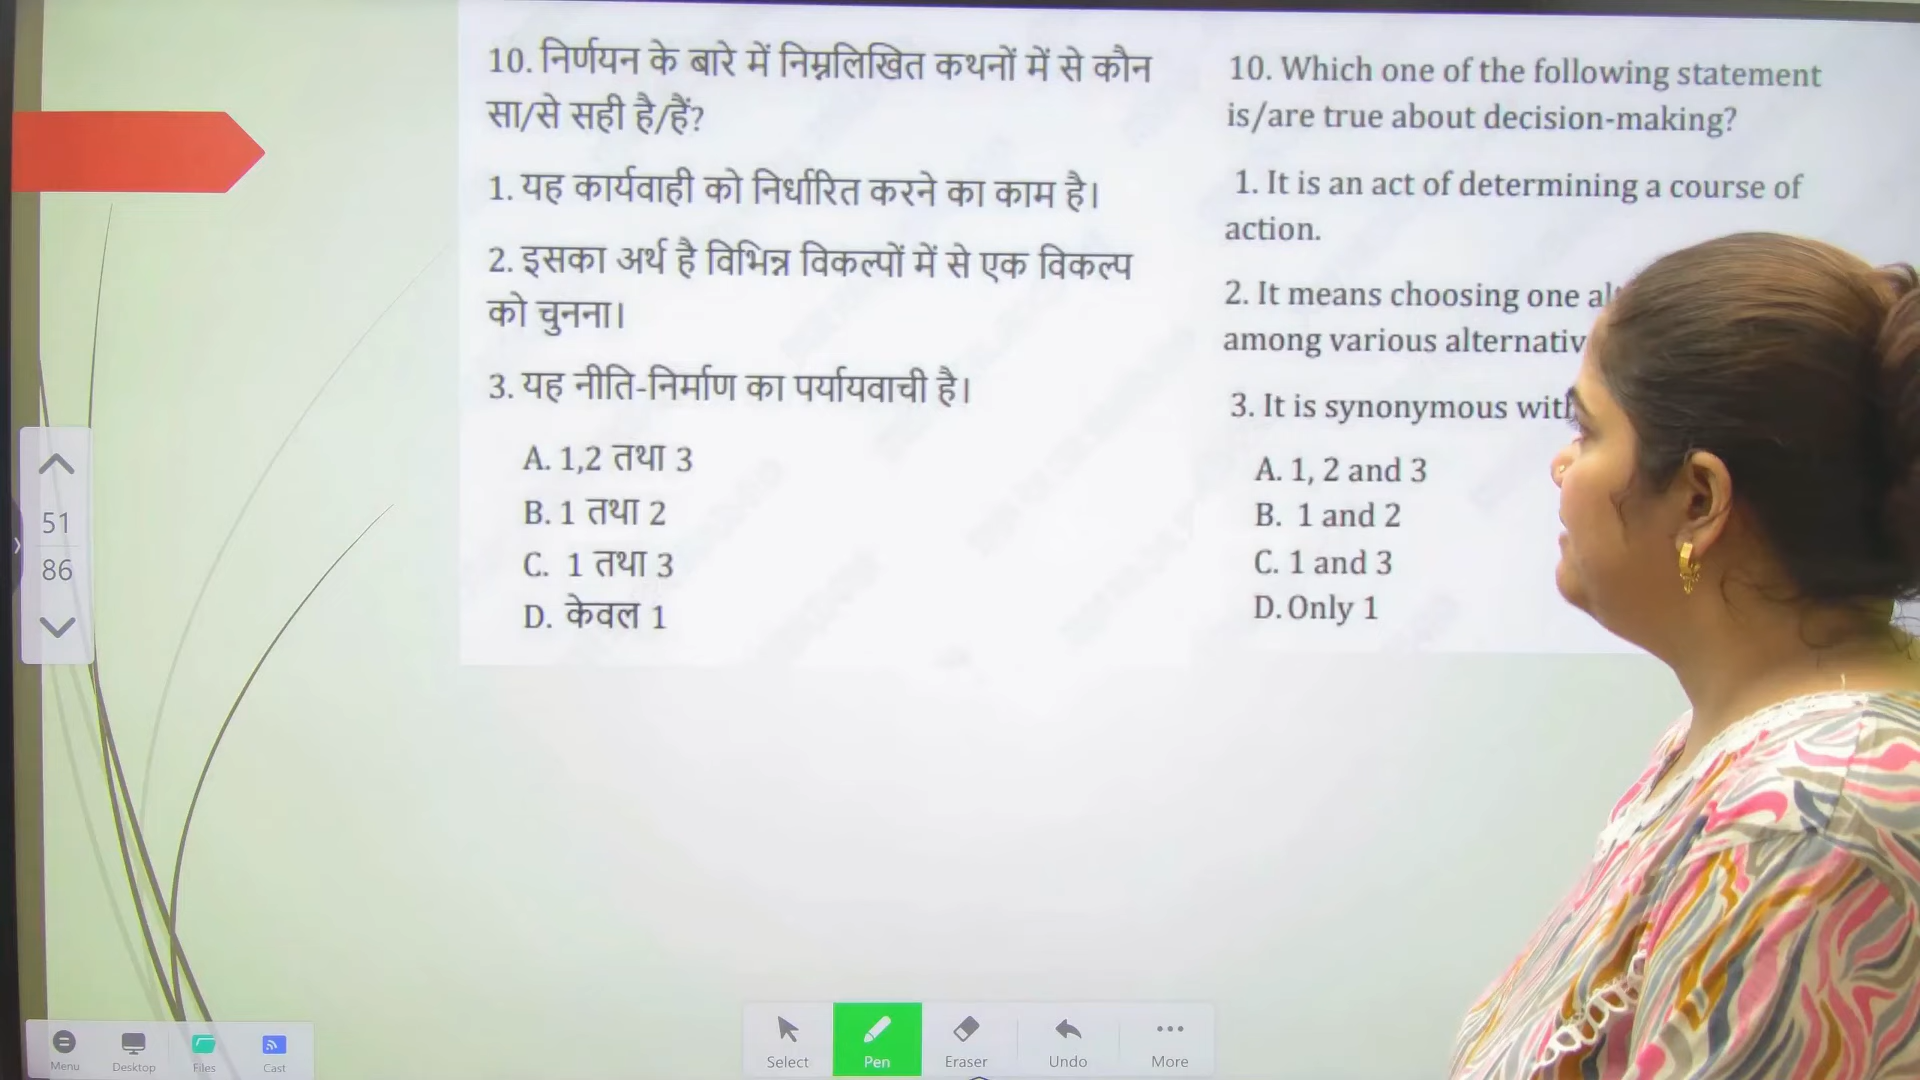 10. निर्णयन के बारे में निम्नलिखित कथनों में से कौन
सा/से सही है/हैं?
1. यह कार्यवाही को निर्धारित करने का काम है।
2. इसका अर्थ है विभिन्न विकल्पों में से एक विकल्प
को चुनना।
3. यह नीति-निर्माण का पर्यायवाची है।
A. 1,2 तथा 3
B. 1 तथा 2
C. 1 तथा 3
D. केवल 1
10. Which one of the following statement
is/are true about decision-making?
1. It is an act of determining a course of
action.
2. It means choosing one
among various
3. It is synonymous
A. 1, 2 and 3
B. 1 and 2
C. 1 and 3
D. Only 1
51
86
Menu
Desktop
Files
Cast
Select
Pen
Eraser
Undo
More